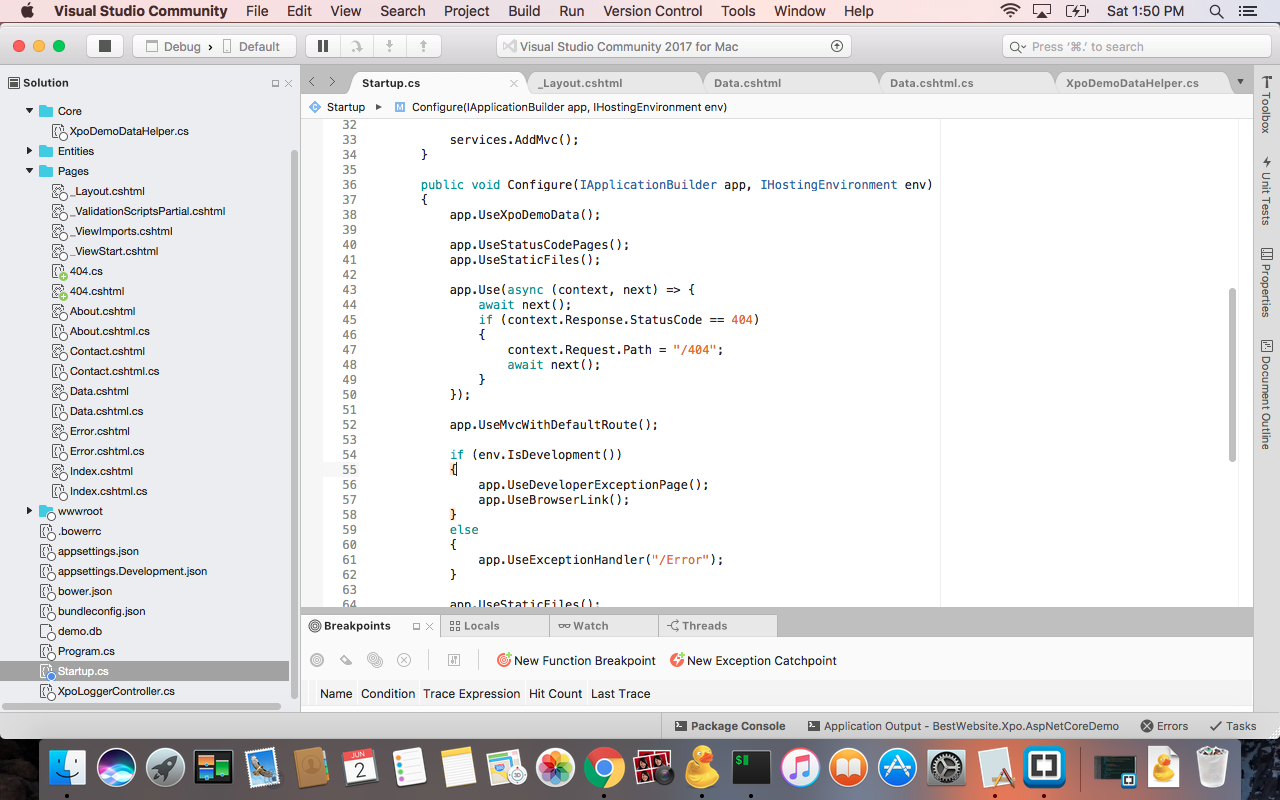 Visual Studio Community File Edit View Search Project Build Run Version Control Tools Window Help Sat 1:50 PM
Debug › Default Visual Studio Community 2017 for Mac Press '⌘.' to search
Solution
Core
XpoDemoDataHelper.cs
Entities
Pages
_Layout.cshtml
_ValidationScriptsPartial.cshtml
_ViewImports.cshtml
_ViewStart.cshtml
404.cs
404.cshtml
About.cshtml
About.cshtml.cs
Contact.cshtml
Contact.cshtml.cs
Data.cshtml
Data.cshtml.cs
Error.cshtml
Error.cshtml.cs
Index.cshtml
Index.cshtml.cs
wwwroot
.bowerrc
appsettings.json
appsettings.Development.json
bower.json
bundleconfig.json
demo.db
Program.cs
Startup.cs
XpoLoggerController.cs
Startup.cs _Layout.cshtml Data.cshtml Data.cshtml.cs XpoDemoDataHelper.cs
Startup Configure(IApplicationBuilder app, IHostingEnvironment env)
32
33 services.AddMvc();
34 }
35
36 public void Configure(IApplicationBuilder app, IHostingEnvironment env)
37 {
38 app.UseXpoDemoData();
39
40 app.UseStatusCodePages();
41 app.UseStaticFiles();
42
43 app.Use(async (context, next) => {
44 await next();
45 if (context.Response.StatusCode == 404)
46 {
47 context.Request.Path = "/404";
48 await next();
49 }
50 });
51
52 app.UseMvcWithDefaultRoute();
53
54 if (env.IsDevelopment())
55 {
56 app.UseDeveloperExceptionPage();
57 app.UseBrowserLink();
58 }
59 else
60 {
61 app.UseExceptionHandler("/Error");
62 }
63
64 app.UseStaticFiles();
Toolbox
Unit Tests
Properties
Document Outline
Breakpoints Locals Watch Threads
New Function Breakpoint New Exception Catchpoint
Name Condition Trace Expression Hit Count Last Trace
Package Console Application Output - BestWebsite.Xpo.AspNetCoreDemo Errors Tasks
JUN
2
3D
$